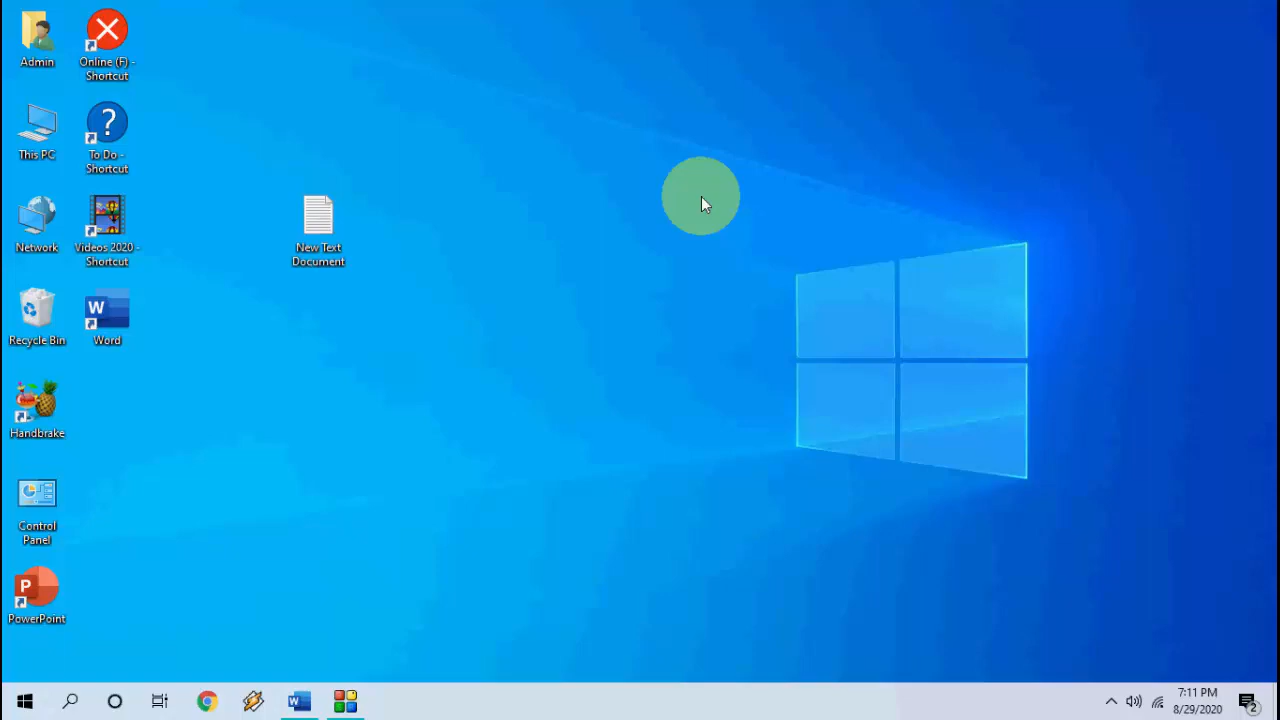 Admin
Online (F) -
Shortcut
This PC
To Do -
Shortcut
Network
Videos 2020 -
Shortcut
New Text
Document
Recycle Bin
W
Word
Handbrake
Control
Panel
P
PowerPoint
W
7:11 PM
8/29/2020
2